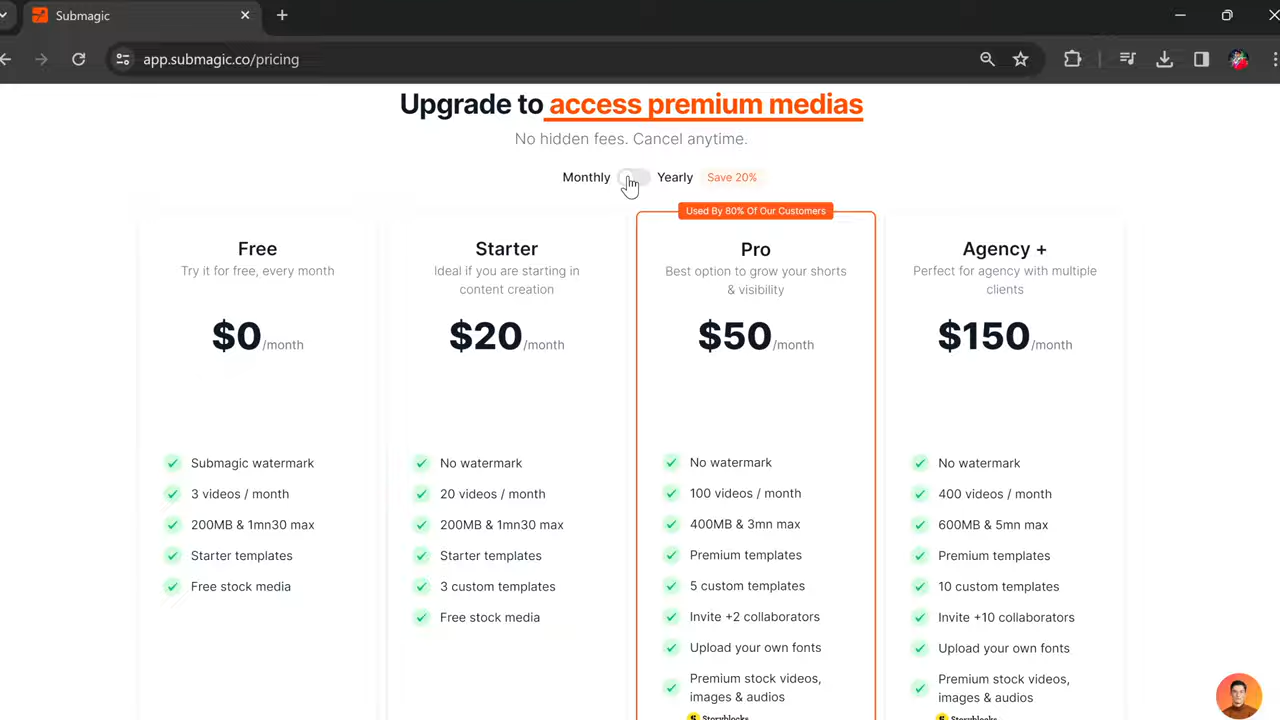 Submagic
app.submagic.co/pricing
Upgrade to access premium medias
No hidden fees. Cancel anytime.
Monthly Yearly Save 20%
Used By 80% Of Our Customers
Free
Try it for free, every month
$0/month
Submagic watermark
3 videos / month
200MB & 1mn30 max
Starter templates
Free stock media
Starter
Ideal if you are starting in
content creation
$20/month
No watermark
20 videos / month
200MB & 1mn30 max
Starter templates
3 custom templates
Free stock media
Pro
Best option to grow your shorts
& visibility
$50/month
No watermark
100 videos / month
400MB & 3mn max
Premium templates
5 custom templates
Invite +2 collaborators
Upload your own fonts
Premium stock videos,
images & audios
Storyblocks
Agency +
Perfect for agency with multiple
clients
$150/month
No watermark
400 videos / month
600MB & 5mn max
Premium templates
10 custom templates
Invite +10 collaborators
Upload your own fonts
Premium stock videos,
images & audios
Storyblocks